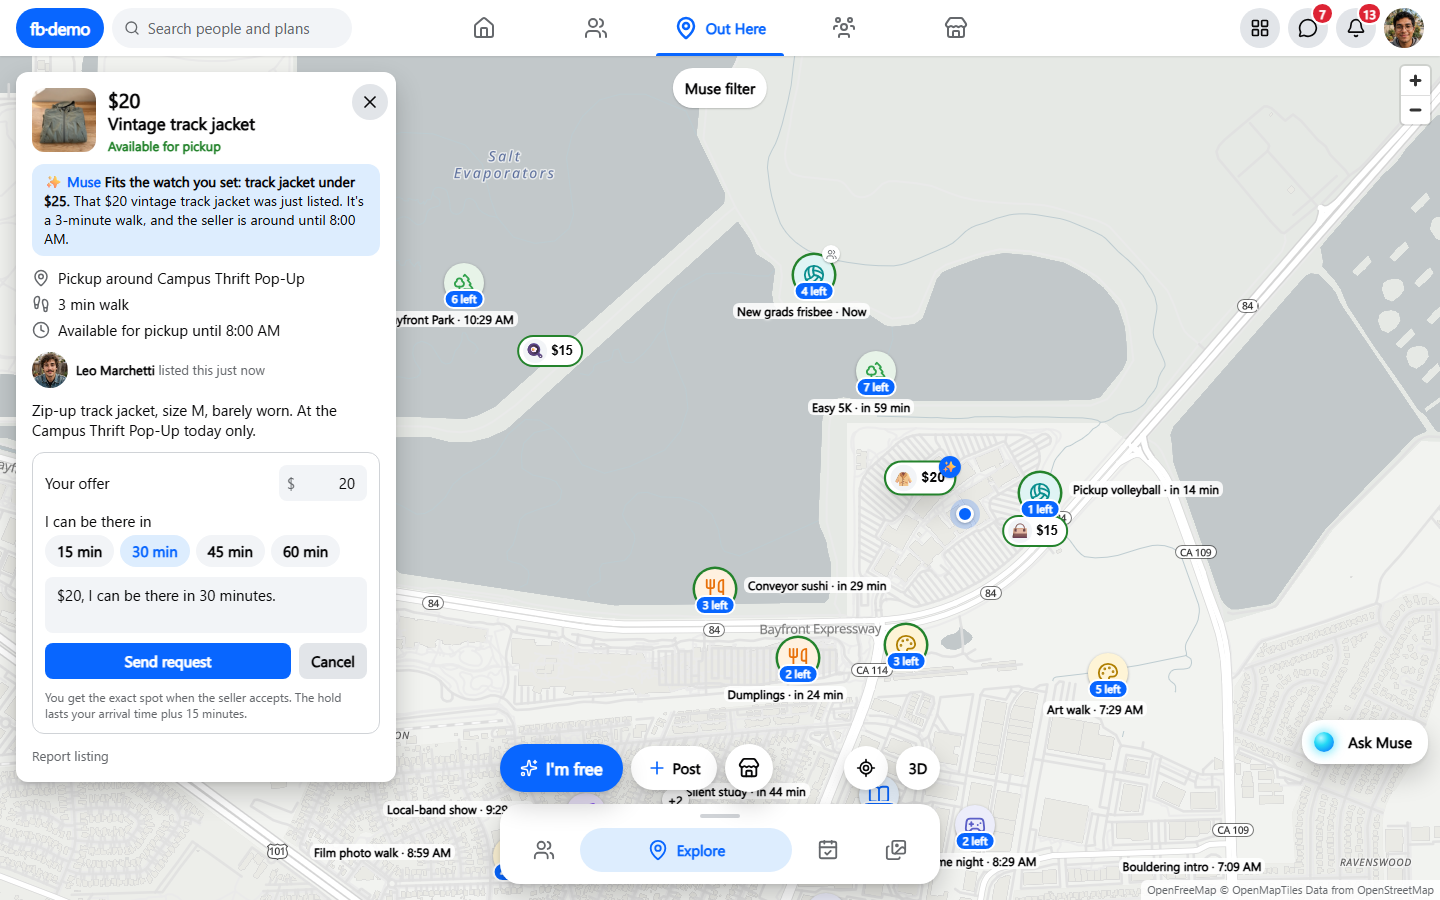 fb-demo
Search people and plans
Out Here
7
13
Muse filter
+
−
$20
Vintage track jacket
Available for pickup
Muse Fits the watch you set: track jacket under
$25. That $20 vintage track jacket was just listed. It's
a 3-minute walk, and the seller is around until 8:00
AM.
Pickup around Campus Thrift Pop-Up
3 min walk
Available for pickup until 8:00 AM
Leo Marchetti listed this just now
Zip-up track jacket, size M, barely worn. At the
Campus Thrift Pop-Up today only.
Your offer
$ 20
I can be there in
15 min
30 min
45 min
60 min
$20, I can be there in 30 minutes.
Send request
Cancel
You get the exact spot when the seller accepts. The hold
lasts your arrival time plus 15 minutes.
Report listing
Salt
Evaporators
6 left
yfront Park · 10:29 AM
$15
4 left
New grads frisbee · Now
84
7 left
Easy 5K · in 59 min
$20
1 left
Pickup volleyball · in 14 min
$15
CA 109
3 left
Conveyor sushi · in 29 min
84
84
84
Bayfront Expressway
2 left
Dumplings · in 24 min
CA 114
3 left
5 left
Art walk · 7:29 AM
Ask Muse
I'm free
Post
3D
+2
Silent study · in 44 min
Local-band show · 9:29
101
Film photo walk · 8:59 AM
Explore
2 left
me night · 8:29 AM
CA 109
Bouldering intro · 7:09 AM
RAVENSWOOD
OpenFreeMap © OpenMapTiles Data from OpenStreetMap